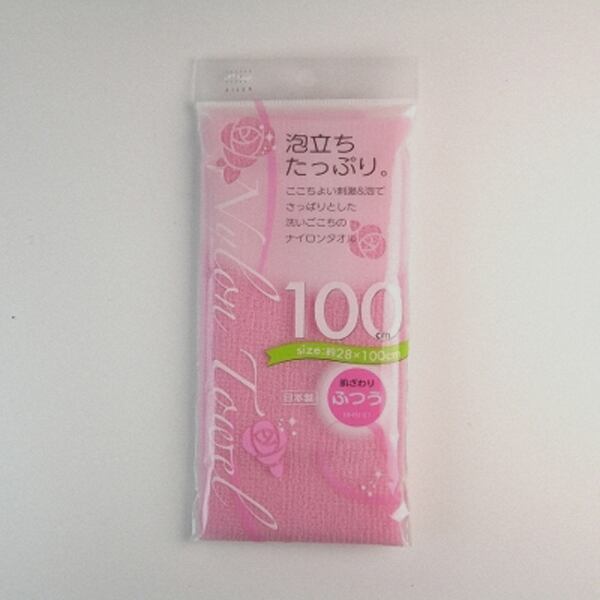 泡立ち
たっぷり。
ここちよい刺激&泡で
さっぱりとした
洗いごこちの
ナイロンタオル
100cm
size:約28×100cm
日本製
肌ざわり
ふつう
Nylon Towel